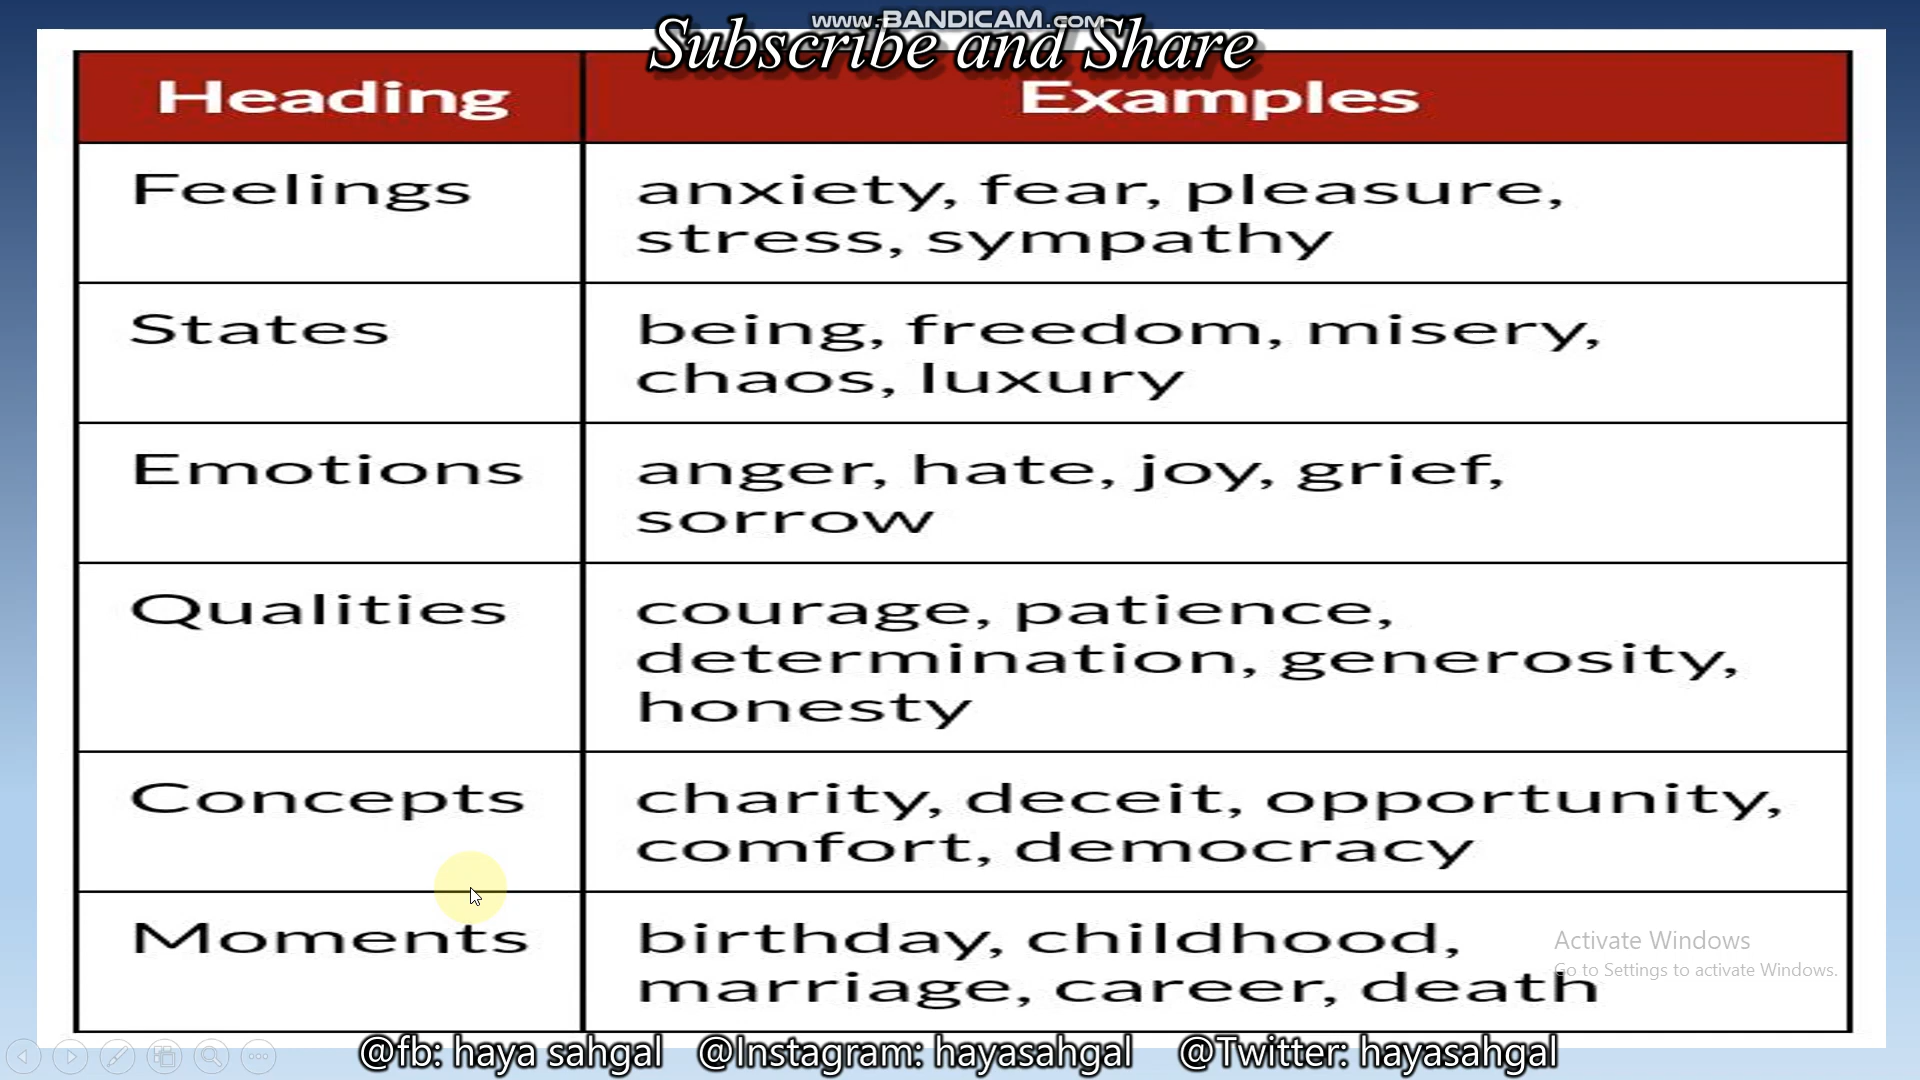 www.BANDICAM.com
Subscribe and Share
Heading
Examples
Feelings
anxiety, fear, pleasure,
stress, sympathy
States
being, freedom, misery,
chaos, luxury
Emotions
anger, hate, joy, grief,
sorrow
Qualities
courage, patience,
determination, generosity,
honesty
Concepts
charity, deceit, opportunity,
comfort, democracy
Moments
birthday, childhood,
marriage, career, death
Activate Windows
Go to Settings to activate Windows.
@fb: haya sahgal @Instagram: hayasahgal @Twitter: hayasahgal